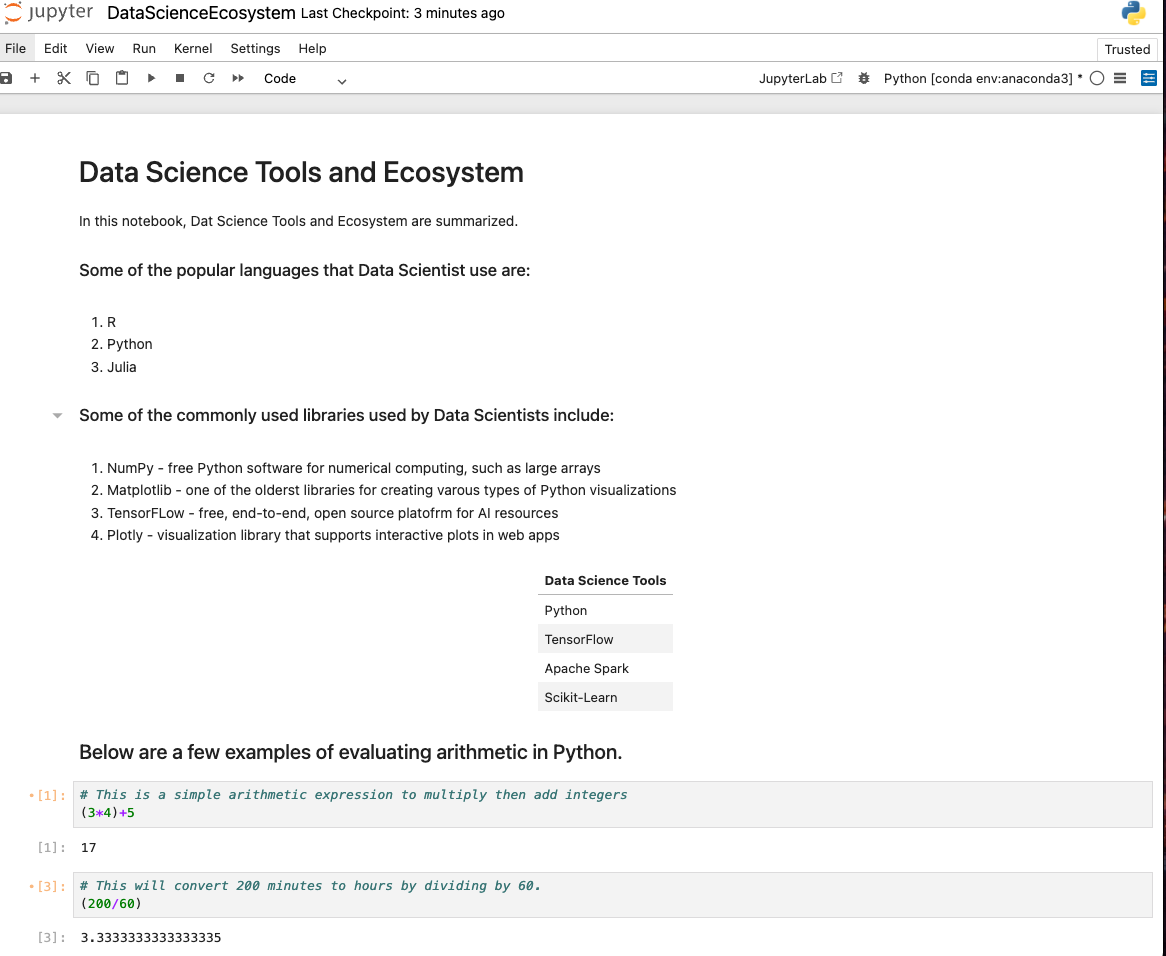 jupyter DataScienceEcosystem Last Checkpoint: 3 minutes ago
File Edit View Run Kernel Settings Help Trusted
Code JupyterLab Python [conda env:anaconda3] *
Data Science Tools and Ecosystem
In this notebook, Dat Science Tools and Ecosystem are summarized.
Some of the popular languages that Data Scientist use are:
1. R
2. Python
3. Julia
Some of the commonly used libraries used by Data Scientists include:
1. NumPy - free Python software for numerical computing, such as large arrays
2. Matplotlib - one of the olderst libraries for creating varous types of Python visualizations
3. TensorFLow - free, end-to-end, open source platofrm for AI resources
4. Plotly - visualization library that supports interactive plots in web apps
Data Science Tools
Python
TensorFlow
Apache Spark
Scikit-Learn
Below are a few examples of evaluating arithmetic in Python.
•[1]: # This is a simple arithmetic expression to multiply then add integers
(3*4)+5
[1]: 17
•[3]: # This will convert 200 minutes to hours by dividing by 60.
(200/60)
[3]: 3.3333333333333335